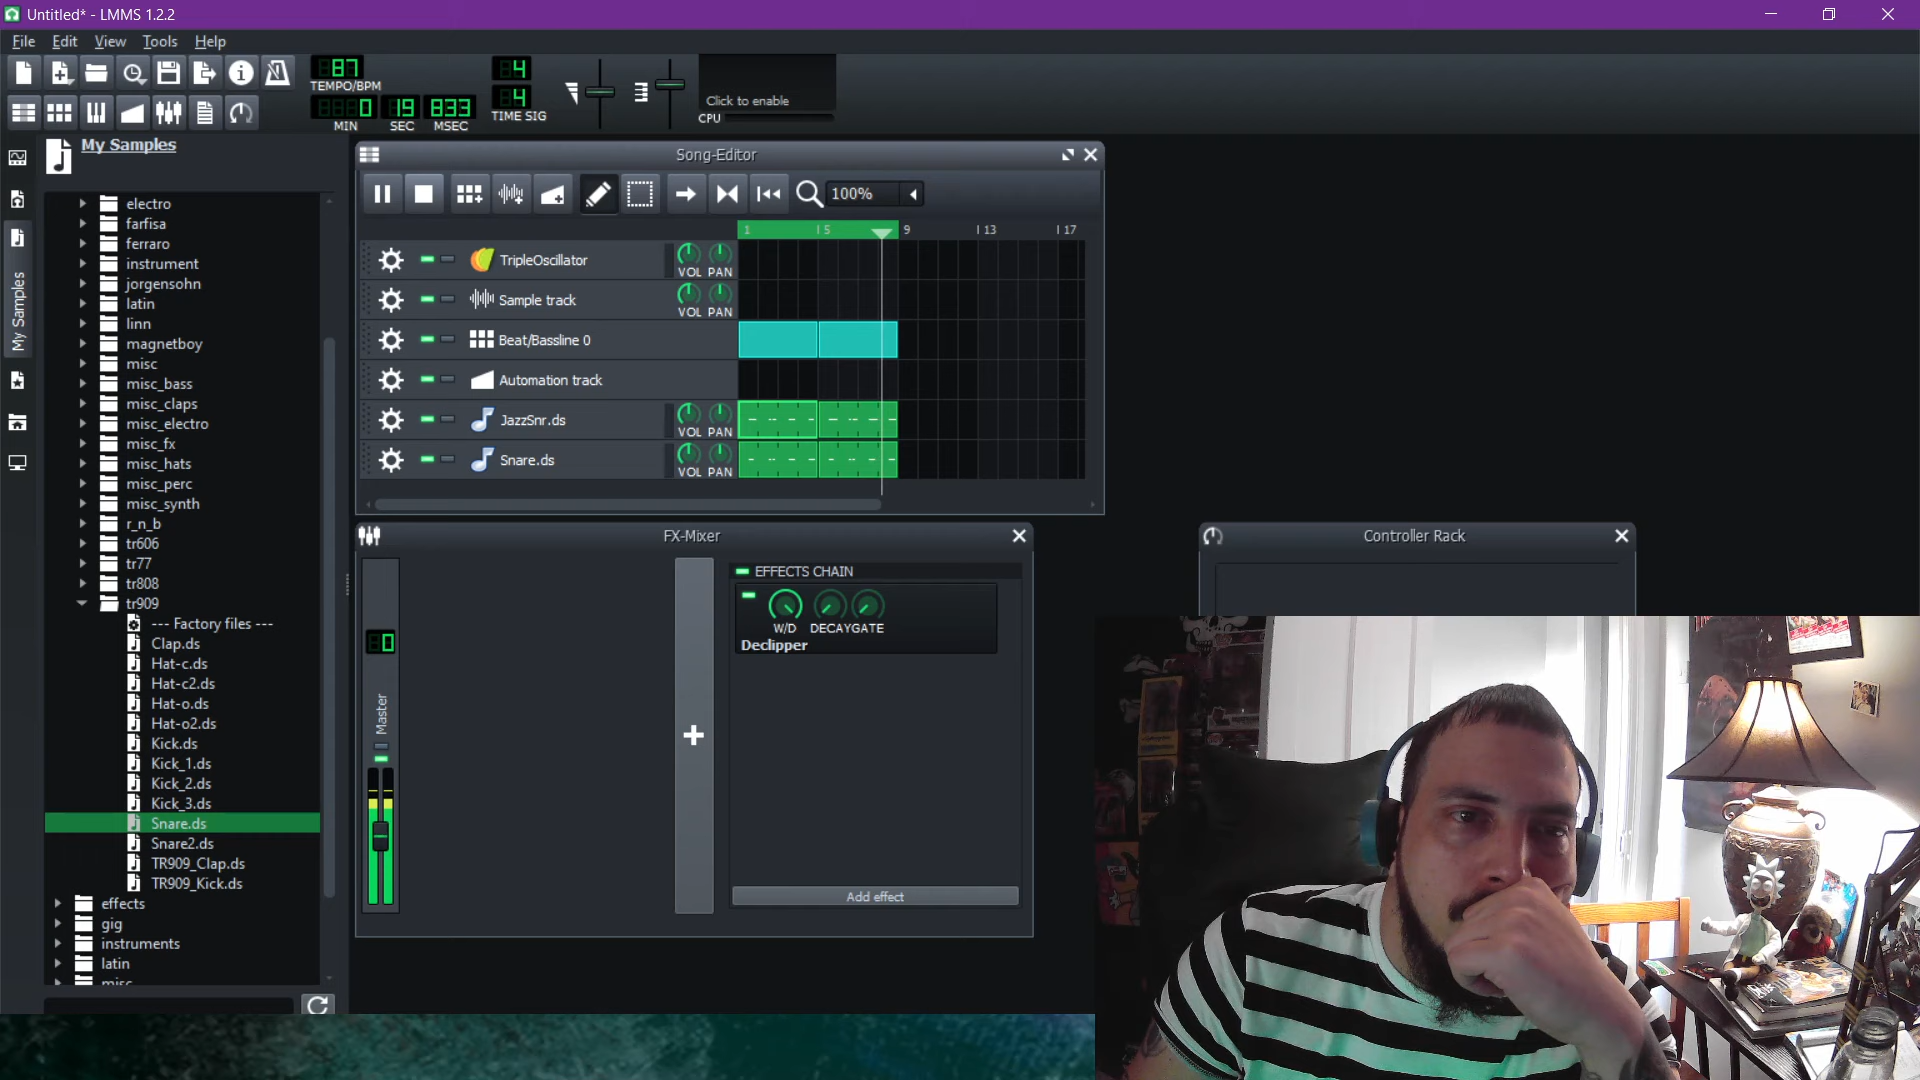 Untitled* - LMMS 1.2.2
File Edit View Tools Help
87
TEMPO/BPM
0 19 833
MIN SEC MSEC
4
4
TIME SIG
Click to enable
CPU
My Samples
My Samples
electro
farfisa
ferraro
instrument
jorgensohn
latin
linn
magnetboy
misc
misc_bass
misc_claps
misc_electro
misc_fx
misc_hats
misc_perc
misc_synth
r_n_b
tr606
tr77
tr808
tr909
--- Factory files ---
Clap.ds
Hat-c.ds
Hat-c2.ds
Hat-o.ds
Hat-o2.ds
Kick.ds
Kick_1.ds
Kick_2.ds
Kick_3.ds
Snare.ds
Snare2.ds
TR909_Clap.ds
TR909_Kick.ds
effects
gig
instruments
latin
misc
Song-Editor
100%
1 5 9 13 17
TripleOscillator VOL PAN
Sample track VOL PAN
Beat/Bassline 0
Automation track
JazzSnr.ds VOL PAN
Snare.ds VOL PAN
FX-Mixer
0
Master
EFFECTS CHAIN
W/D DECAY GATE
Declipper
Add effect
Controller Rack